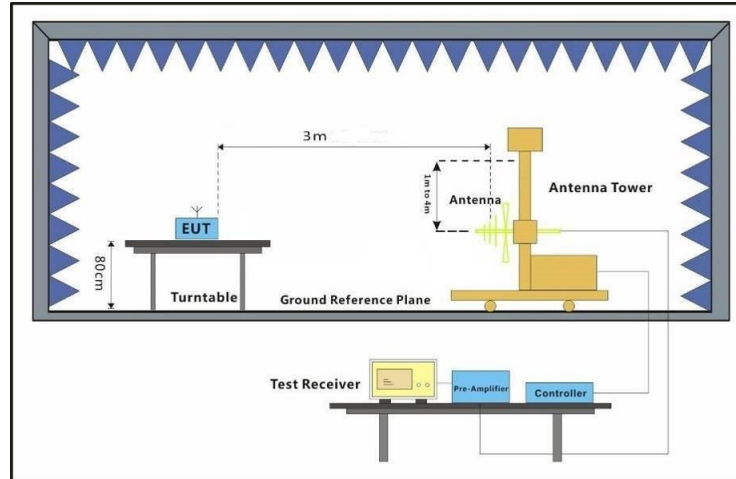 3m
1m to 4m
Antenna
Antenna Tower
EUT
80cm
Turntable
Ground Reference Plane
Test Receiver
Pre-Amplifier
Controller